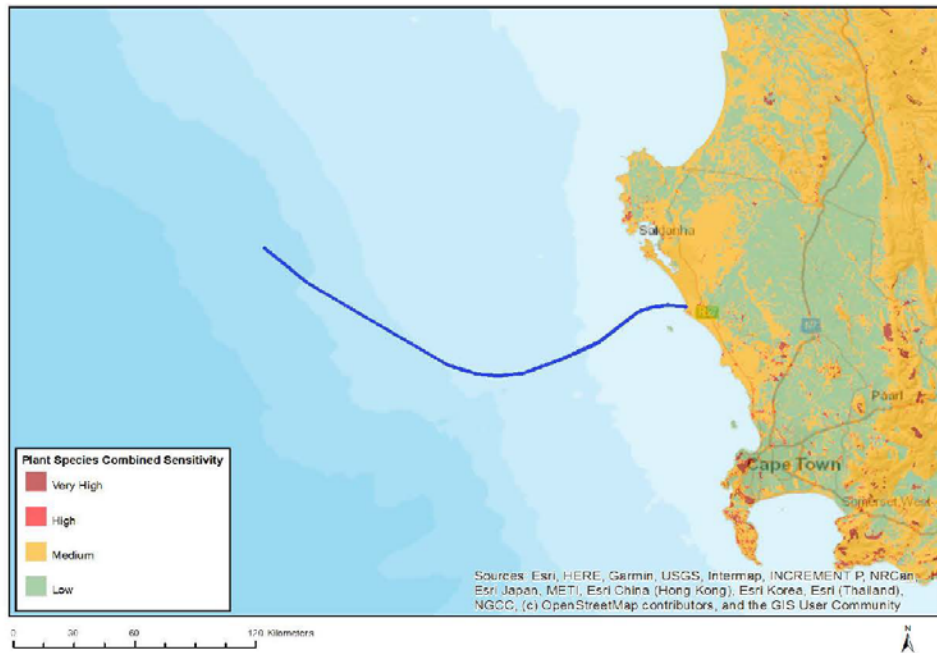 Saldanha
R27
N7
Paarl
Cape Town
Somerset West
Plant Species Combined Sensitivity
Very High
High
Medium
Low
Sources: Esri, HERE, Garmin, USGS, Intermap, INCREMENT P, NRCan,
Esri Japan, METI, Esri China (Hong Kong), Esri Korea, Esri (Thailand),
NGCC, (c) OpenStreetMap contributors, and the GIS User Community
0 30 60 120 Kilometers
N